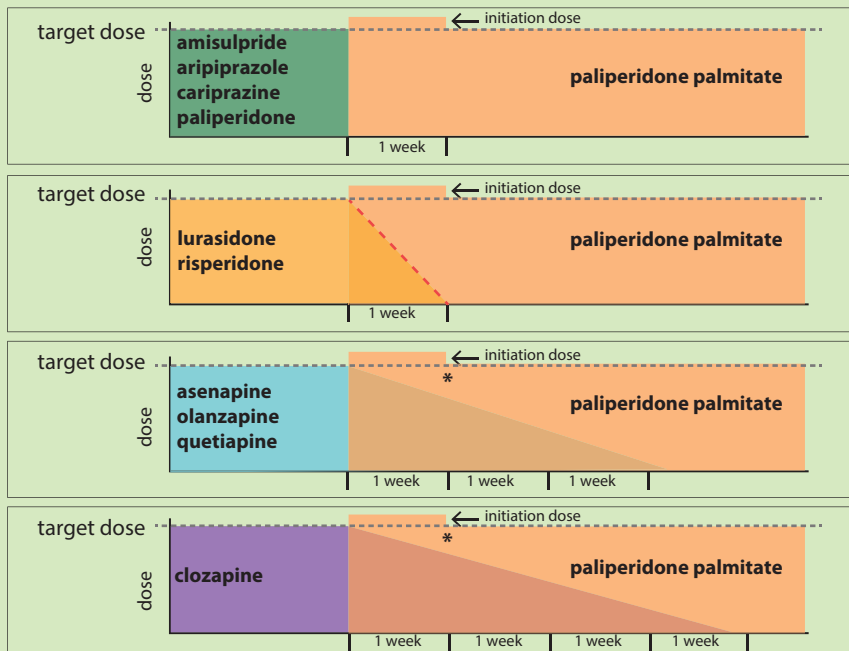 initiation dose
target dose
amisulpride
aripiprazole
cariprazine
paliperidone
paliperidone palmitate
dose
1 week
initiation dose
target dose
lurasidone
risperidone
paliperidone palmitate
dose
1 week
initiation dose
target dose
*
asenapine
olanzapine
quetiapine
paliperidone palmitate
dose
1 week 1 week 1 week
initiation dose
target dose
*
clozapine
paliperidone palmitate
dose
1 week 1 week 1 week 1 week